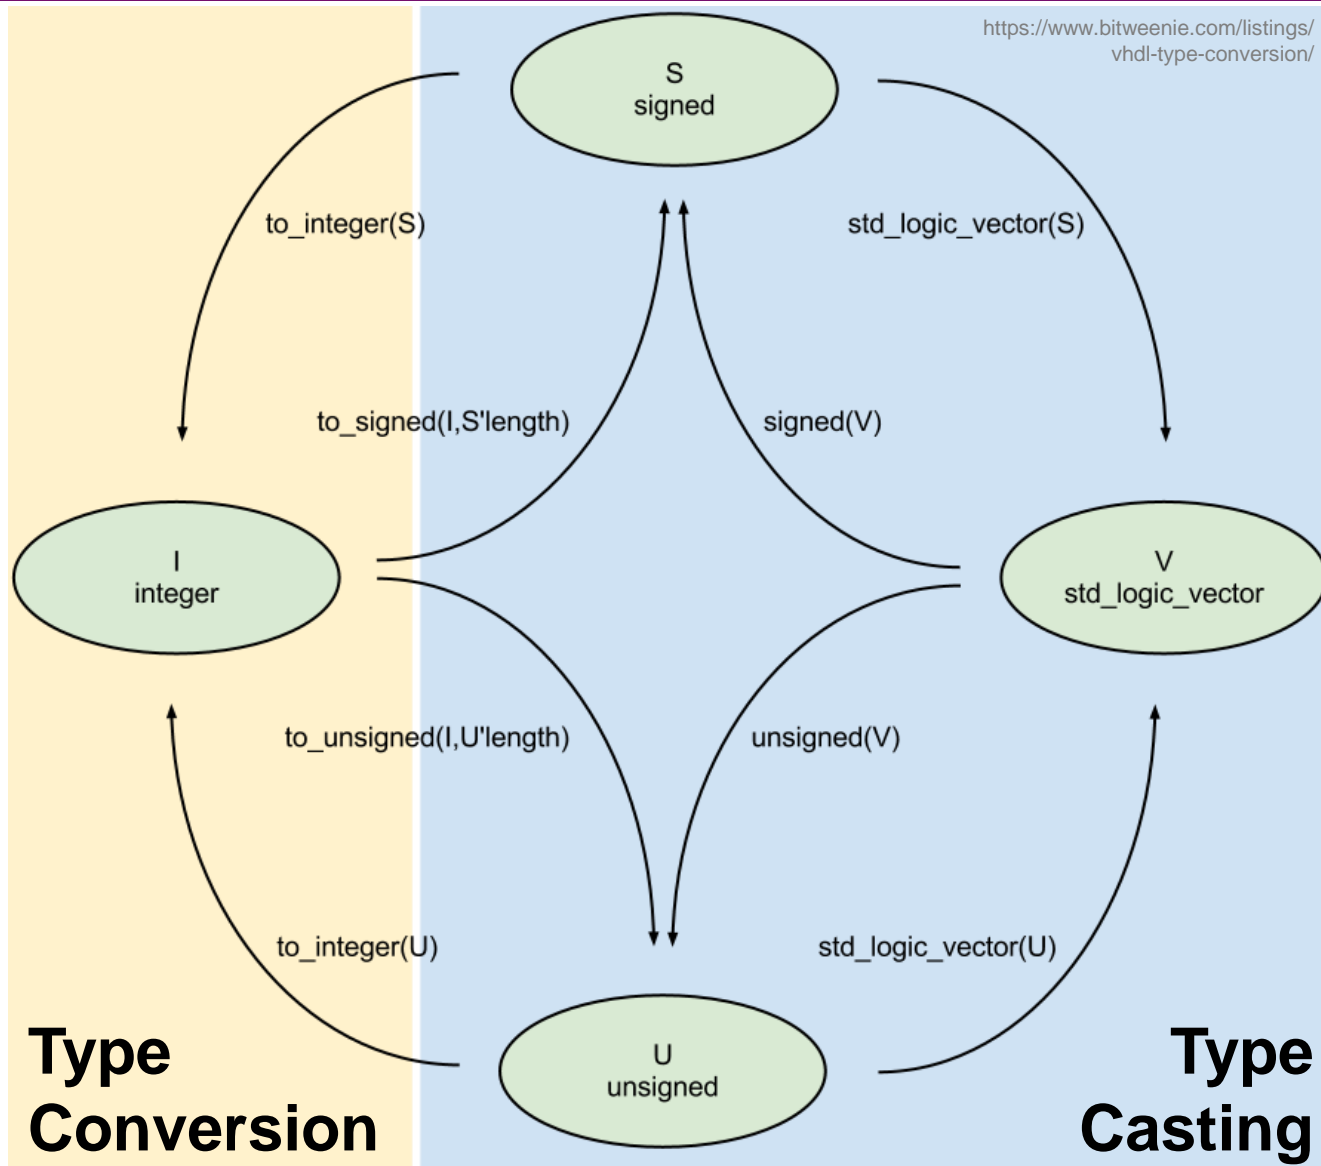 https://www.bitweenie.com/listings/
vhdl-type-conversion/
S
signed
to_integer(S)
std_logic_vector(S)
to_signed(I,S'length)
signed(V)
I
integer
V
std_logic_vector
to_unsigned(I,U'length)
unsigned(V)
to_integer(U)
std_logic_vector(U)
U
unsigned
Type
Conversion
Type
Casting